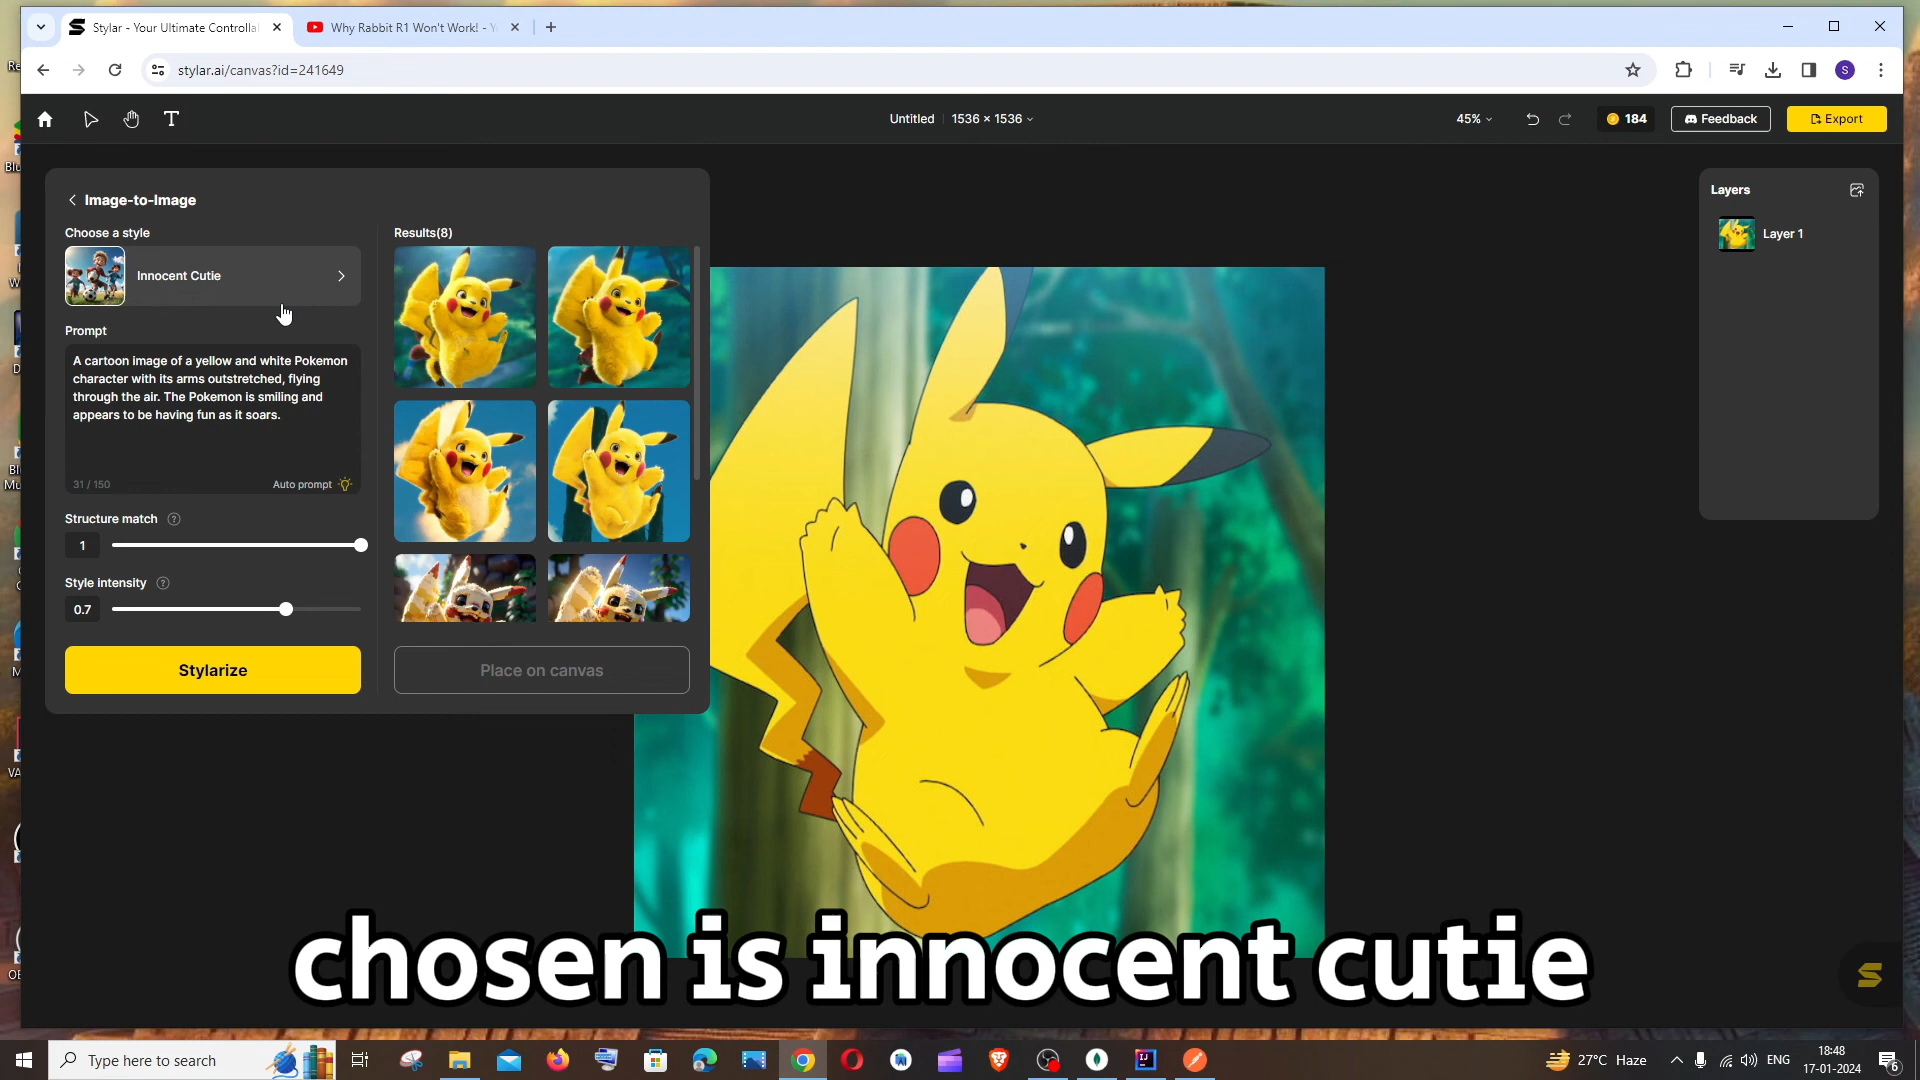 Stylar - Your Ultimate Controlla
Why Rabbit R1 Won't Work! - Y
stylar.ai/canvas?id=241649
S
T
Untitled
1536 × 1536
45%
184
Feedback
Export
Image-to-Image
Choose a style
Innocent Cutie
Prompt
A cartoon image of a yellow and white Pokemon
character with its arms outstretched, flying
through the air. The Pokemon is smiling and
appears to be having fun as it soars.
31 / 150
Auto prompt
Structure match
1
Style intensity
0.7
Stylarize
Results(8)
Place on canvas
Layers
Layer 1
chosen is innocent cutie
Type here to search
27°C Haze
ENG
18:48
17-01-2024
6